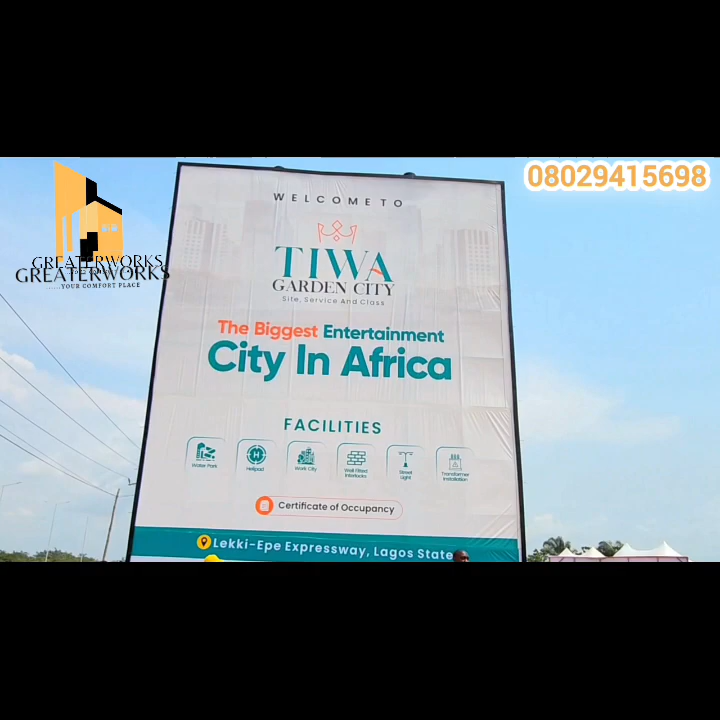 08029415698
GREATERWORKS
GREATERWORKS
......YOUR COMFORT PLACE
WELCOME TO
TIWA
GARDEN CITY
Site, Service And Class
The Biggest Entertainment
City In Africa
FACILITIES
Water Park
Helipad
Work City
Well Fitted
Interlocks
Street
Light
Transformer
Installation
Certificate of Occupancy
Lekki-Epe Expressway, Lagos State